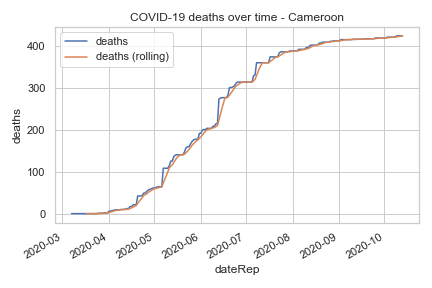 COVID-19 deaths over time - Cameroon
deaths
deaths (rolling)
400
300
200
100
0
deaths
2020-03
2020-04
2020-05
2020-06
2020-07
2020-08
2020-09
2020-10
dateRep